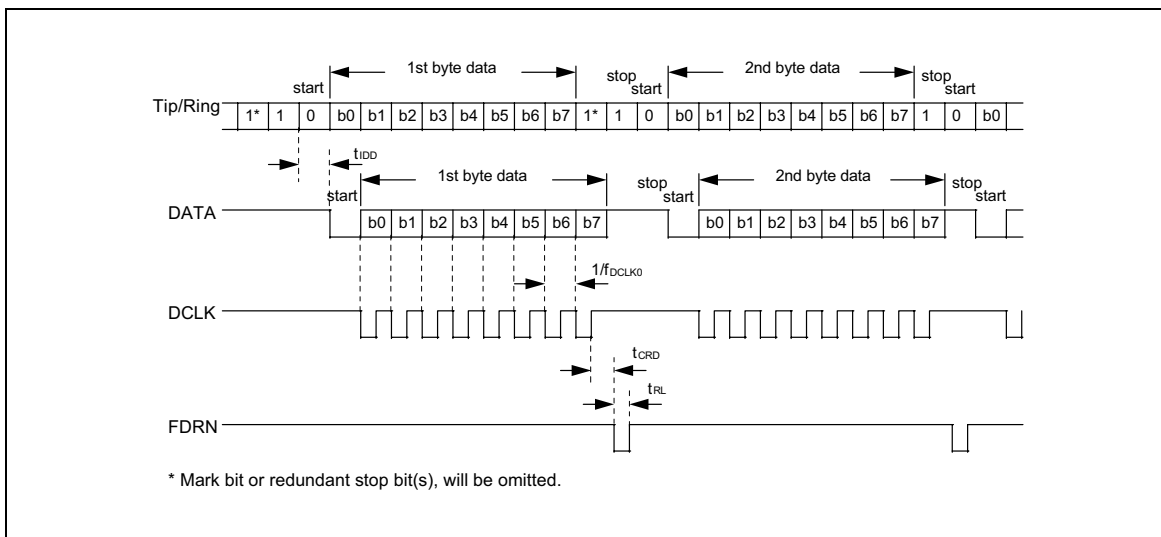 1st byte data
2nd byte data
start
stop
start
stop
start
Tip/Ring
1* 1 0 b0 b1 b2 b3 b4 b5 b6 b7 1* 1 0 b0 b1 b2 b3 b4 b5 b6 b7 1 0 b0
tIDD
1st byte data
2nd byte data
start
stop
start
stop
start
DATA
b0 b1 b2 b3 b4 b5 b6 b7 b0 b1 b2 b3 b4 b5 b6 b7
1/fDCLK0
DCLK
tCRD
tRL
FDRN
* Mark bit or redundant stop bit(s), will be omitted.